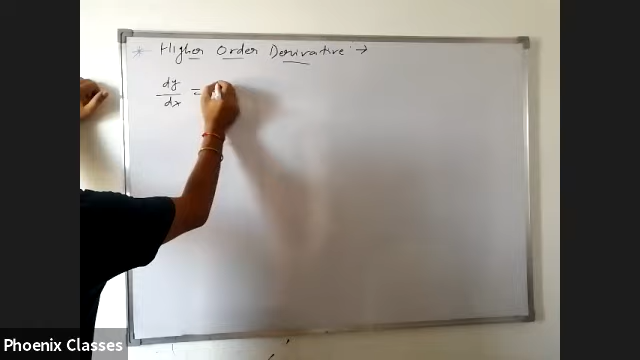 * Higher Order Derivative :→
dy/dx =
Phoenix Classes